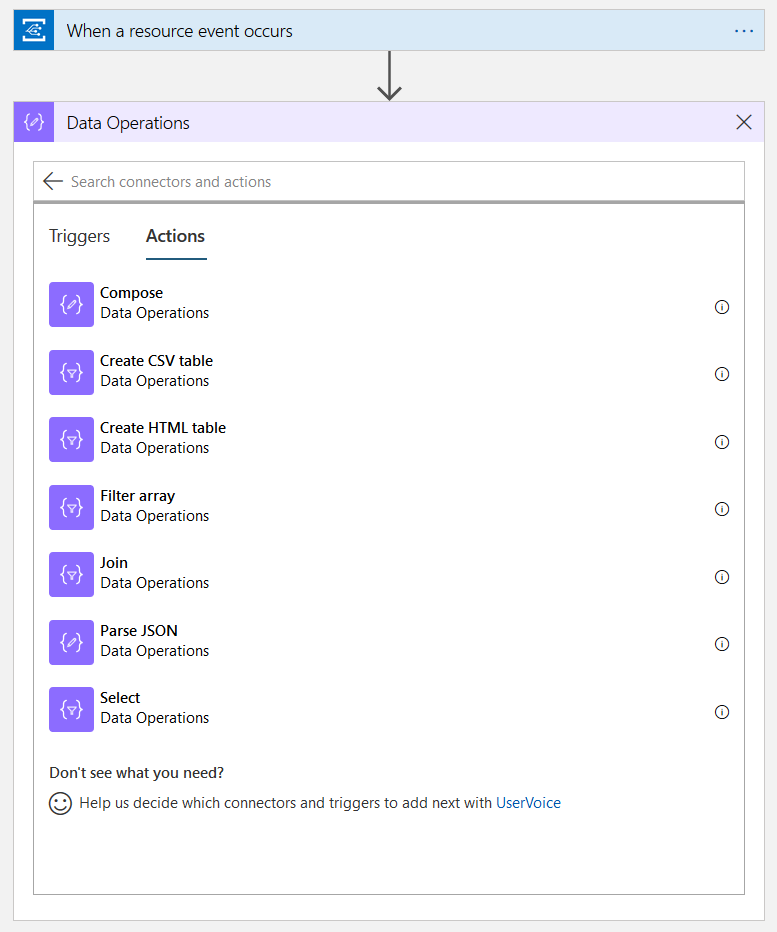 When a resource event occurs
Data Operations
Search connectors and actions
Triggers Actions
Compose
Data Operations
Create CSV table
Data Operations
Create HTML table
Data Operations
Filter array
Data Operations
Join
Data Operations
Parse JSON
Data Operations
Select
Data Operations
Don't see what you need?
Help us decide which connectors and triggers to add next with UserVoice